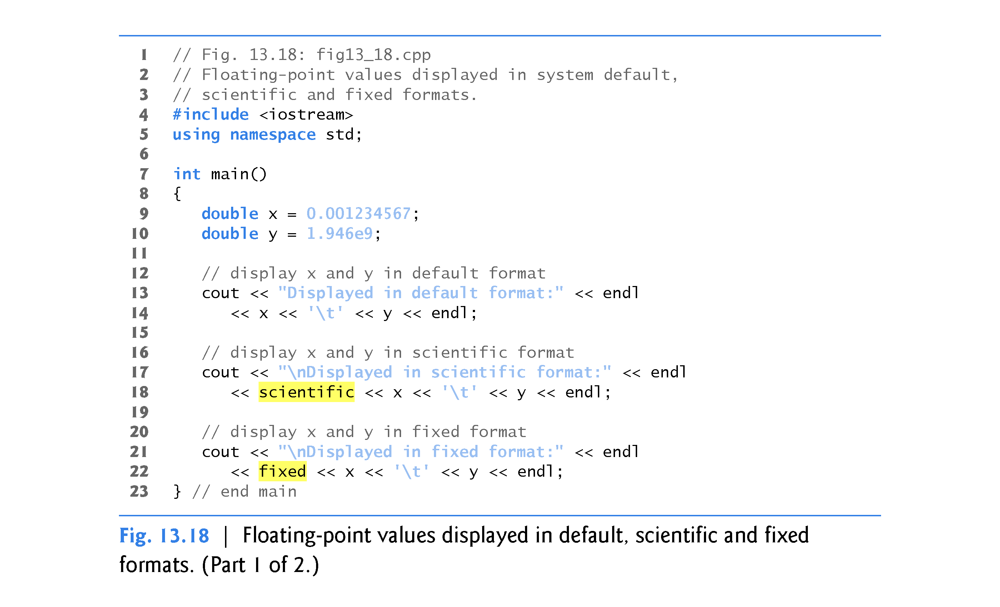 1 // Fig. 13.18: fig13_18.cpp
2 // Floating-point values displayed in system default,
3 // scientific and fixed formats.
4 #include <iostream>
5 using namespace std;
6
7 int main()
8 {
9    double x = 0.001234567;
10    double y = 1.946e9;
11
12    // display x and y in default format
13    cout << "Displayed in default format:" << endl
14       << x << '\t' << y << endl;
15
16    // display x and y in scientific format
17    cout << "\nDisplayed in scientific format:" << endl
18       << scientific << x << '\t' << y << endl;
19
20    // display x and y in fixed format
21    cout << "\nDisplayed in fixed format:" << endl
22       << fixed << x << '\t' << y << endl;
23 } // end main
Fig. 13.18 | Floating-point values displayed in default, scientific and fixed
formats. (Part 1 of 2.)